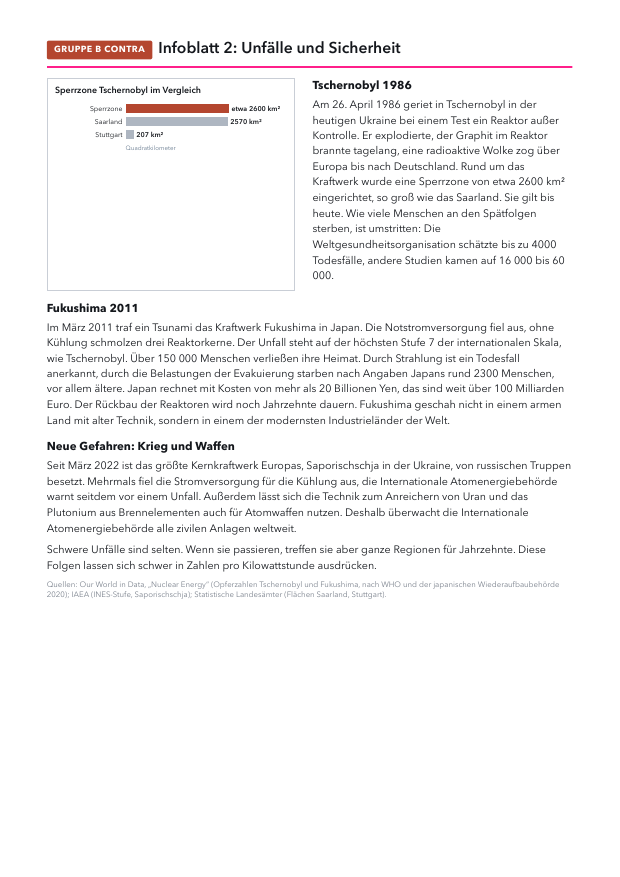 GRUPPE B CONTRA Infoblatt 2: Unfälle und Sicherheit
Sperrzone Tschernobyl im Vergleich
Sperrzone etwa 2600 km²
Saarland 2570 km²
Stuttgart 207 km²
Quadratkilometer
Tschernobyl 1986
Am 26. April 1986 geriet in Tschernobyl in der
heutigen Ukraine bei einem Test ein Reaktor außer
Kontrolle. Er explodierte, der Graphit im Reaktor
brannte tagelang, eine radioaktive Wolke zog über
Europa bis nach Deutschland. Rund um das
Kraftwerk wurde eine Sperrzone von etwa 2600 km²
eingerichtet, so groß wie das Saarland. Sie gilt bis
heute. Wie viele Menschen an den Spätfolgen
sterben, ist umstritten: Die
Weltgesundheitsorganisation schätzte bis zu 4000
Todesfälle, andere Studien kamen auf 16 000 bis 60
000.
Fukushima 2011
Im März 2011 traf ein Tsunami das Kraftwerk Fukushima in Japan. Die Notstromversorgung fiel aus, ohne
Kühlung schmolzen drei Reaktorkerne. Der Unfall steht auf der höchsten Stufe 7 der internationalen Skala,
wie Tschernobyl. Über 150 000 Menschen verließen ihre Heimat. Durch Strahlung ist ein Todesfall
anerkannt, durch die Belastungen der Evakuierung starben nach Angaben Japans rund 2300 Menschen,
vor allem ältere. Japan rechnet mit Kosten von mehr als 20 Billionen Yen, das sind weit über 100 Milliarden
Euro. Der Rückbau der Reaktoren wird noch Jahrzehnte dauern. Fukushima geschah nicht in einem armen
Land mit alter Technik, sondern in einem der modernsten Industrieländer der Welt.
Neue Gefahren: Krieg und Waffen
Seit März 2022 ist das größte Kernkraftwerk Europas, Saporischschja in der Ukraine, von russischen Truppen
besetzt. Mehrmals fiel die Stromversorgung für die Kühlung aus, die Internationale Atomenergiebehörde
warnt seitdem vor einem Unfall. Außerdem lässt sich die Technik zum Anreichern von Uran und das
Plutonium aus Brennelementen auch für Atomwaffen nutzen. Deshalb überwacht die Internationale
Atomenergiebehörde alle zivilen Anlagen weltweit.
Schwere Unfälle sind selten. Wenn sie passieren, treffen sie aber ganze Regionen für Jahrzehnte. Diese
Folgen lassen sich schwer in Zahlen pro Kilowattstunde ausdrücken.
Quellen: Our World in Data, „Nuclear Energy“ (Opferzahlen Tschernobyl und Fukushima, nach WHO und der japanischen Wiederaufbaubehörde
2020); IAEA (INES-Stufe, Saporischschja); Statistische Landesämter (Flächen Saarland, Stuttgart).